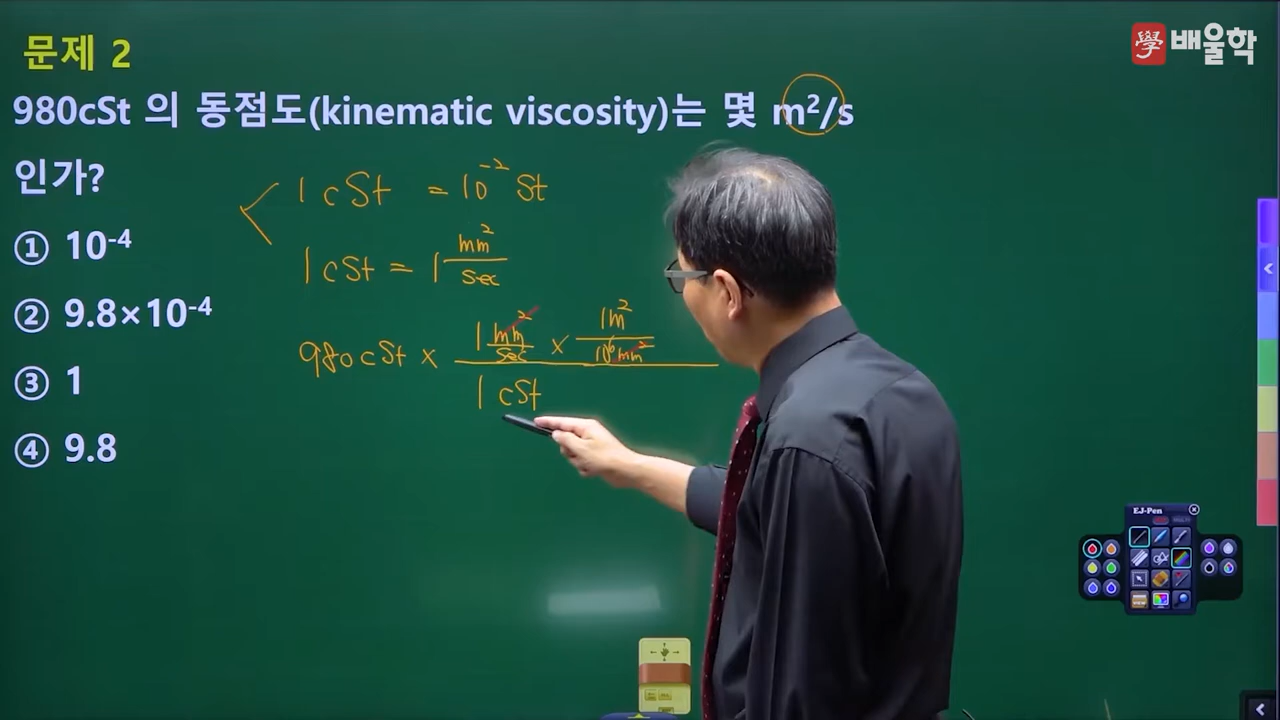 學 배울학
문제 2
980cSt 의 동점도(kinematic viscosity)는 몇 m²/s
인가?
① 10⁻⁴
② 9.8×10⁻⁴
③ 1
④ 9.8
1 cSt = 10⁻² St
1 cSt = 1 mm²/sec
980 cSt × (1 mm²/sec × 1m²/10⁶mm²)/1 cSt
EJ-Pen